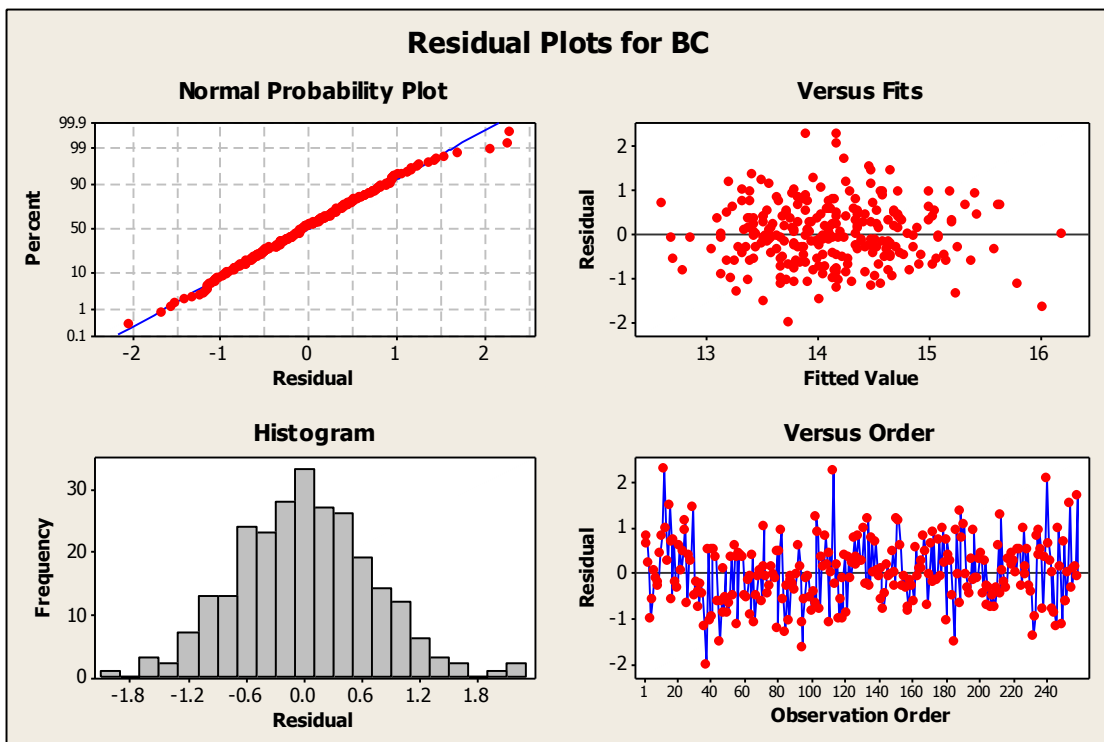 Residual Plots for BC
Normal Probability Plot
99.9
99
90
50
10
1
0.1
Percent
-2 -1 0 1 2
Residual
Versus Fits
2
1
0
-1
-2
Residual
13 14 15 16
Fitted Value
Histogram
30
20
10
0
Frequency
-1.8 -1.2 -0.6 0.0 0.6 1.2 1.8
Residual
Versus Order
2
1
0
-1
-2
Residual
1 20 40 60 80 100 120 140 160 180 200 220 240
Observation Order